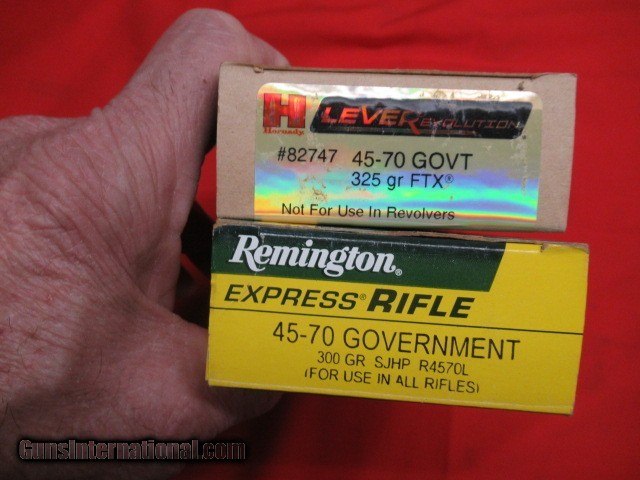 H
Hornady
LEVERevolution
#82747 45-70 GOVT
325 gr FTX®
Not For Use In Revolvers
Remington®
EXPRESS® RIFLE
45-70 GOVERNMENT
300 GR SJHP R4570L
(FOR USE IN ALL RIFLES)
GunsInternational.com